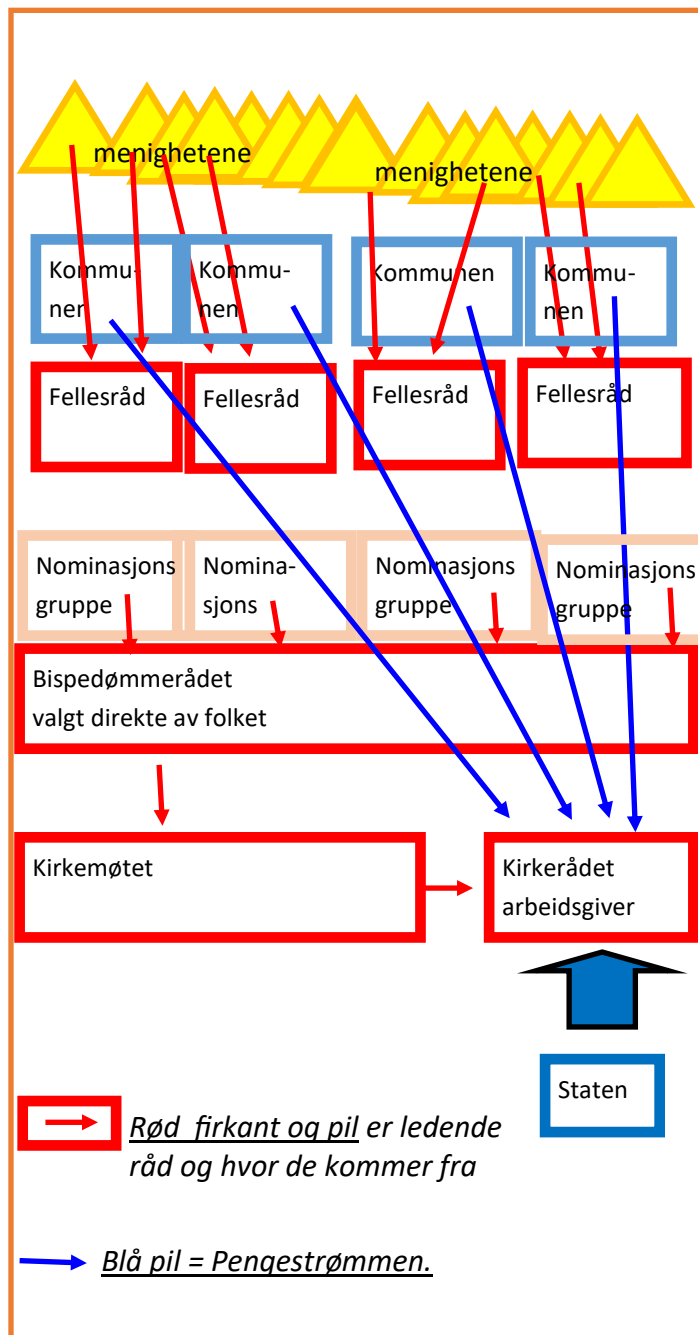 menighetene
menighetene
Kommu-
nen
Kommu-
nen
Kommunen
Kommu-
nen
Fellesråd
Fellesråd
Fellesråd
Fellesråd
Nominasjons
gruppe
Nomina-
sjons
Nominasjons
gruppe
Nominasjons
gruppe
Bispedømmerådet
valgt direkte av folket
Kirkemøtet
Kirkerådet
arbeidsgiver
Staten
Rød firkant og pil er ledende
råd og hvor de kommer fra
Blå pil = Pengestrømmen.